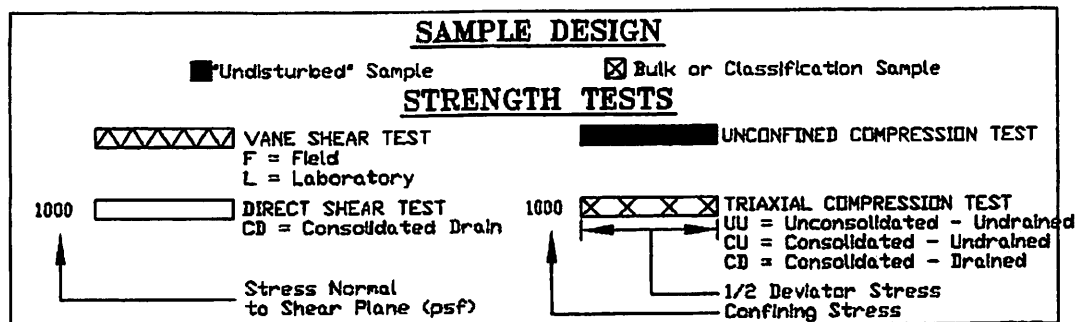 SAMPLE DESIGN
"Undisturbed" Sample
Bulk or Classification Sample
STRENGTH TESTS
VANE SHEAR TEST
F = Field
L = Laboratory
UNCONFINED COMPRESSION TEST
1000
DIRECT SHEAR TEST
CD = Consolidated Drain
1000
TRIAXIAL COMPRESSION TEST
UU = Unconsolidated - Undrained
CU = Consolidated - Undrained
CD = Consolidated - Drained
Stress Normal
to Shear Plane (psf)
1/2 Deviator Stress
Confining Stress